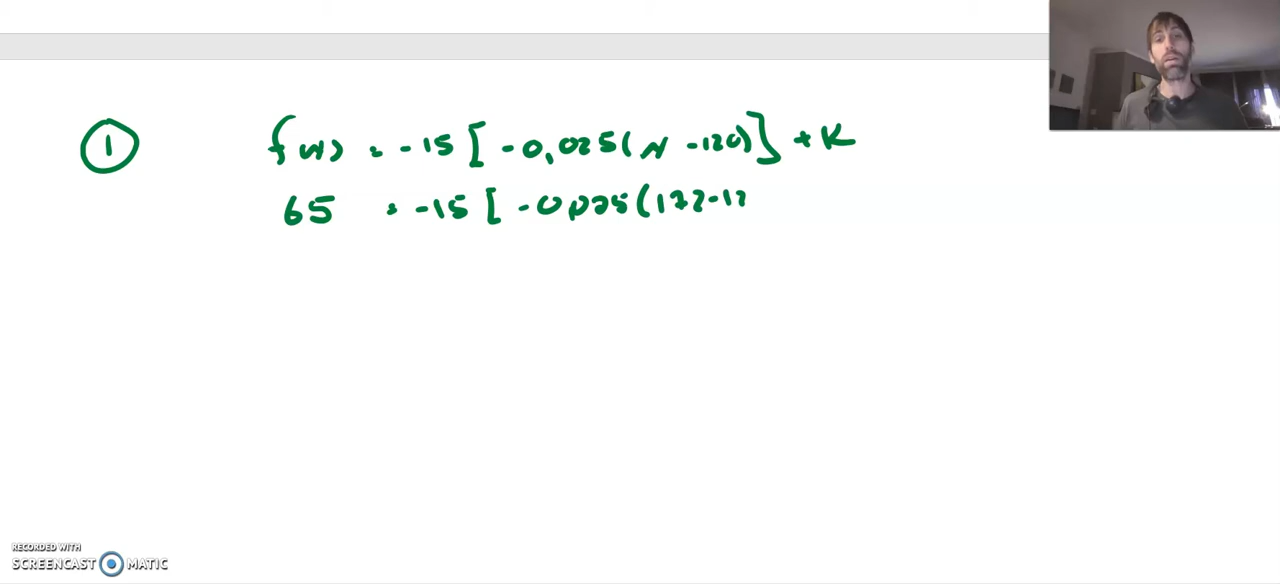 ① f(n) = -15 [ -0,025(N -120)] + K
65 = -15 [ -0,025(122-12
RECORDED WITH
SCREENCAST MATIC